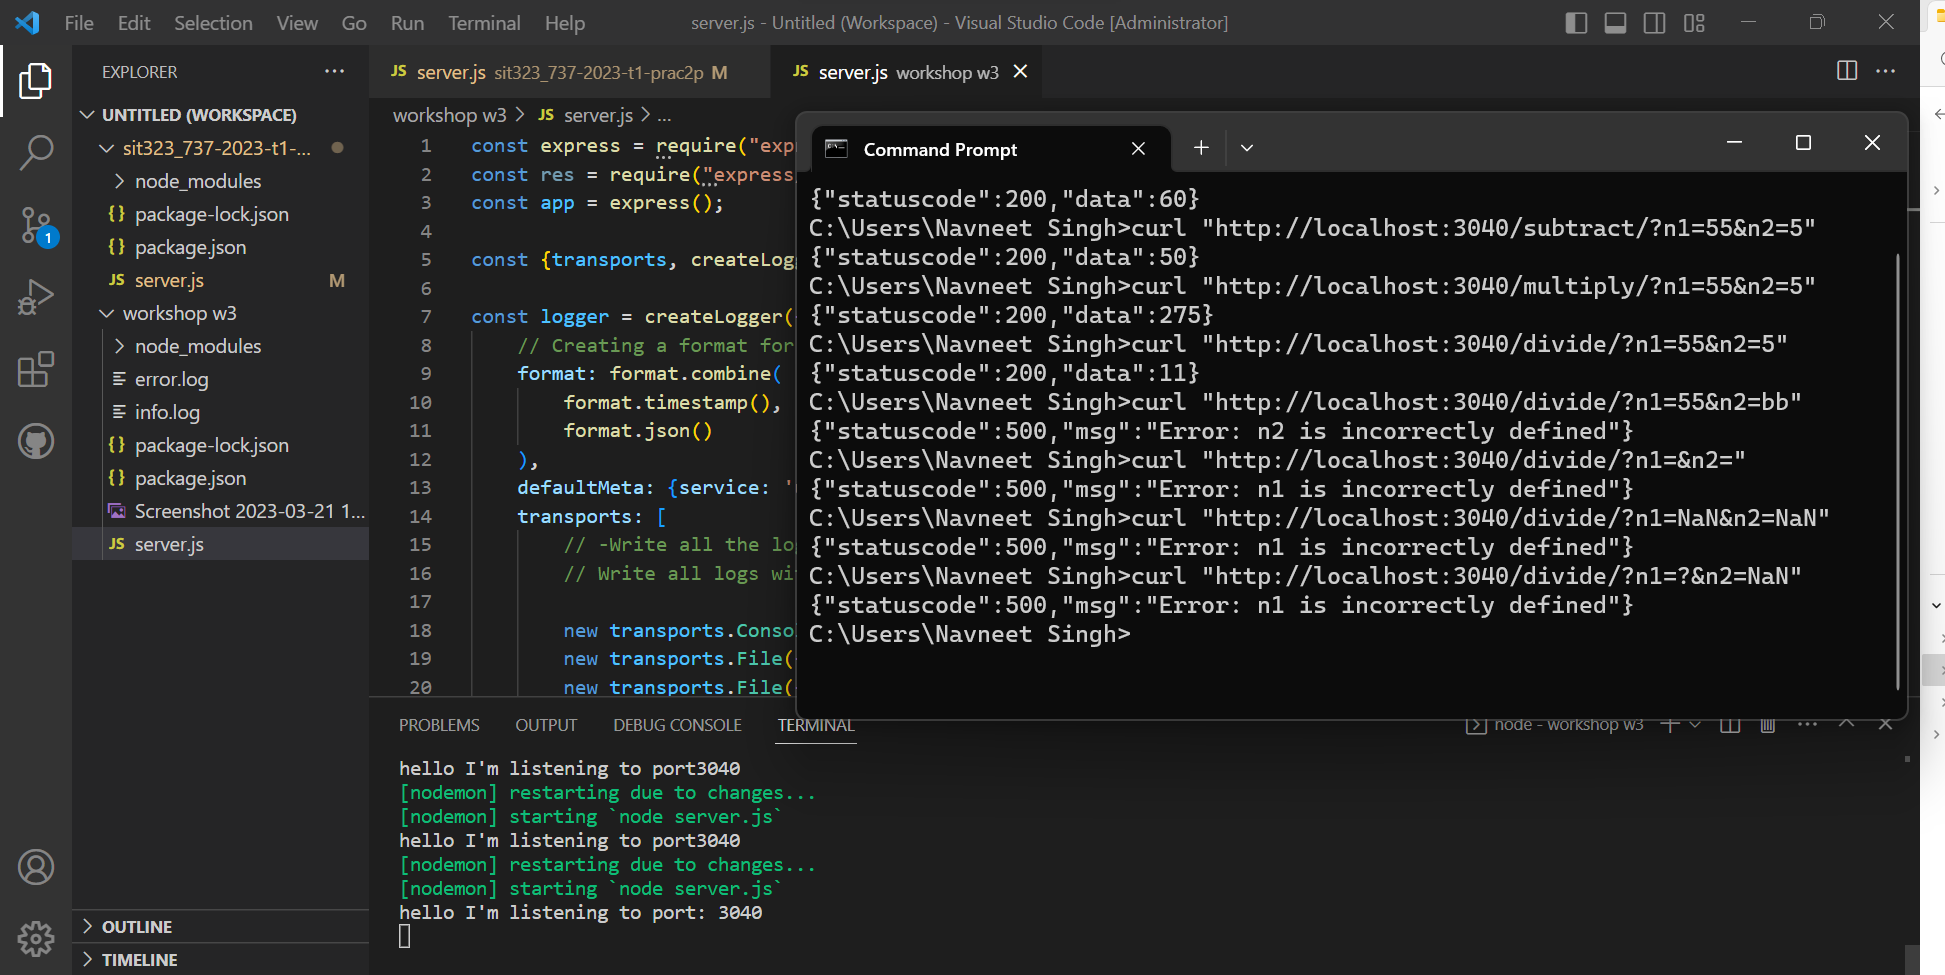 File Edit Selection View Go Run Terminal Help
server.js - Untitled (Workspace) - Visual Studio Code [Administrator]
EXPLORER
UNTITLED (WORKSPACE)
sit323_737-2023-t1-...
node_modules
{} package-lock.json
{} package.json
JS server.js M
workshop w3
node_modules
error.log
info.log
{} package-lock.json
{} package.json
Screenshot 2023-03-21 1...
JS server.js
OUTLINE
TIMELINE
1
JS server.js sit323_737-2023-t1-prac2p M
JS server.js workshop w3
workshop w3 > JS server.js > ...
1 const express = require("exp
2 const res = require("express
3 const app = express();
4
5 const {transports, createLog
6
7 const logger = createLogger(
8 // Creating a format for
9 format: format.combine(
10 format.timestamp(),
11 format.json()
12 ),
13 defaultMeta: {service: '
14 transports: [
15 // -Write all the lo
16 // Write all logs wi
17
18 new transports.Conso
19 new transports.File(
20 new transports.File(
Command Prompt
{"statuscode":200,"data":60}
C:\Users\Navneet Singh>curl "http://localhost:3040/subtract/?n1=55&n2=5"
{"statuscode":200,"data":50}
C:\Users\Navneet Singh>curl "http://localhost:3040/multiply/?n1=55&n2=5"
{"statuscode":200,"data":275}
C:\Users\Navneet Singh>curl "http://localhost:3040/divide/?n1=55&n2=5"
{"statuscode":200,"data":11}
C:\Users\Navneet Singh>curl "http://localhost:3040/divide/?n1=55&n2=bb"
{"statuscode":500,"msg":"Error: n2 is incorrectly defined"}
C:\Users\Navneet Singh>curl "http://localhost:3040/divide/?n1=&n2="
{"statuscode":500,"msg":"Error: n1 is incorrectly defined"}
C:\Users\Navneet Singh>curl "http://localhost:3040/divide/?n1=NaN&n2=NaN"
{"statuscode":500,"msg":"Error: n1 is incorrectly defined"}
C:\Users\Navneet Singh>curl "http://localhost:3040/divide/?n1=?&n2=NaN"
{"statuscode":500,"msg":"Error: n1 is incorrectly defined"}
C:\Users\Navneet Singh>
PROBLEMS OUTPUT DEBUG CONSOLE TERMINAL
node - workshop w3
hello I'm listening to port3040
[nodemon] restarting due to changes...
[nodemon] starting `node server.js`
hello I'm listening to port3040
[nodemon] restarting due to changes...
[nodemon] starting `node server.js`
hello I'm listening to port: 3040